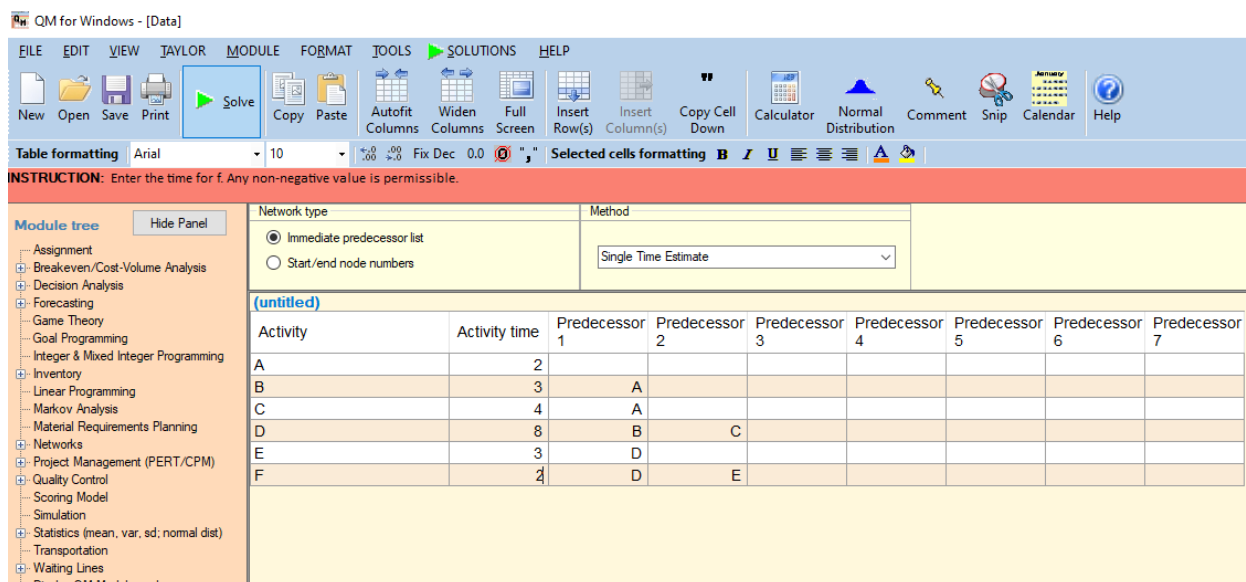 QM for Windows - [Data]
FILE EDIT VIEW TAYLOR MODULE FORMAT TOOLS SOLUTIONS HELP
New Open Save Print Solve Copy Paste Autofit Columns Widen Columns Full Screen Insert Row(s) Insert Column(s) Copy Cell Down Calculator Normal Distribution Comment Snip Calendar Help
Table formatting Arial 10 Fix Dec 0.0 Selected cells formatting B I U A
INSTRUCTION: Enter the time for f. Any non-negative value is permissible.
Module tree Hide Panel
Assignment
Breakeven/Cost-Volume Analysis
Decision Analysis
Forecasting
Game Theory
Goal Programming
Integer & Mixed Integer Programming
Inventory
Linear Programming
Markov Analysis
Material Requirements Planning
Networks
Project Management (PERT/CPM)
Quality Control
Scoring Model
Simulation
Statistics (mean, var, sd; normal dist)
Transportation
Waiting Lines
Network type
Immediate predecessor list
Start/end node numbers
Method
Single Time Estimate
(untitled)
Activity Activity time Predecessor 1 Predecessor 2 Predecessor 3 Predecessor 4 Predecessor 5 Predecessor 6 Predecessor 7
A 2
B 3 A
C 4 A
D 8 B C
E 3 D
F 2 D E